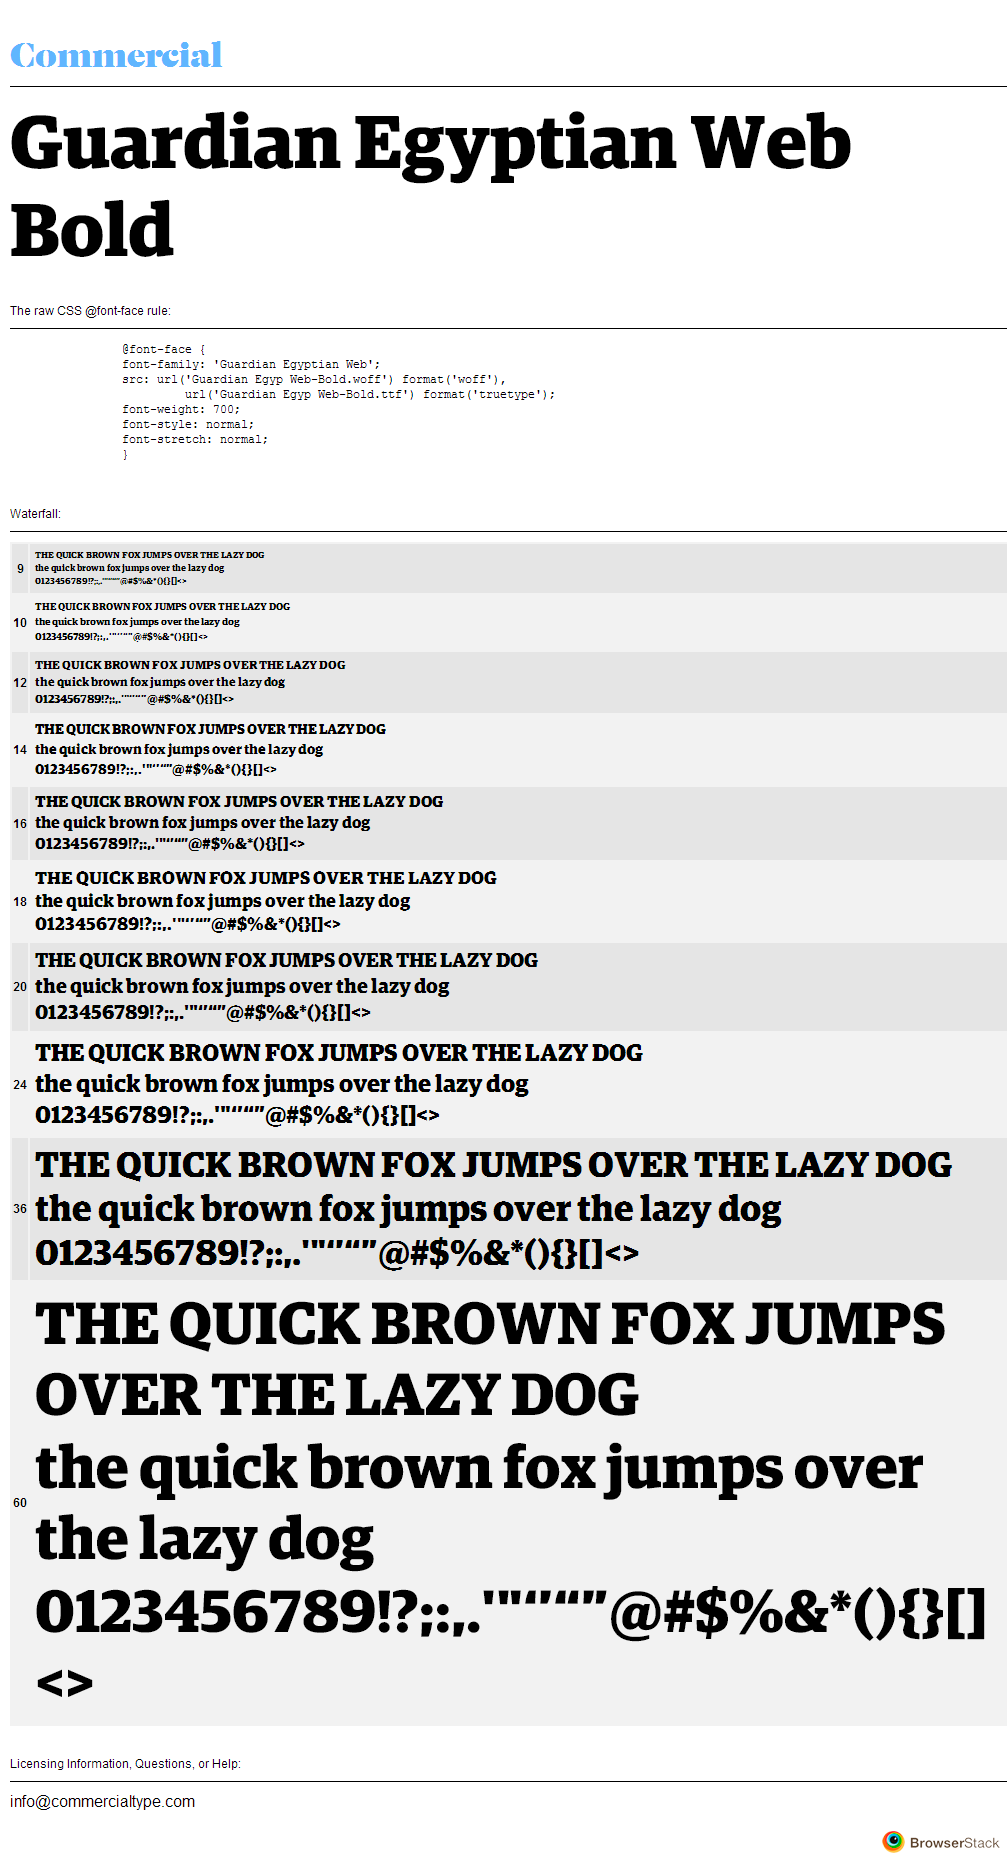 Commercial
Guardian Egyptian Web
Bold
The raw CSS @font-face rule:
@font-face {
font-family: 'Guardian Egyptian Web';
src: url('Guardian Egyp Web-Bold.woff') format('woff'),
url('Guardian Egyp Web-Bold.ttf') format('truetype');
font-weight: 700;
font-style: normal;
font-stretch: normal;
}
Waterfall:
9
THE QUICK BROWN FOX JUMPS OVER THE LAZY DOG
the quick brown fox jumps over the lazy dog
0123456789!?;:,.'"‘’“”@#$%&*(){}[]<>
10
THE QUICK BROWN FOX JUMPS OVER THE LAZY DOG
the quick brown fox jumps over the lazy dog
0123456789!?;:,.'"‘’“”@#$%&*(){}[]<>
12
THE QUICK BROWN FOX JUMPS OVER THE LAZY DOG
the quick brown fox jumps over the lazy dog
0123456789!?;:,.'"‘’“”@#$%&*(){}[]<>
14
THE QUICK BROWN FOX JUMPS OVER THE LAZY DOG
the quick brown fox jumps over the lazy dog
0123456789!?;:,.'"‘’“”@#$%&*(){}[]<>
16
THE QUICK BROWN FOX JUMPS OVER THE LAZY DOG
the quick brown fox jumps over the lazy dog
0123456789!?;:,.'"‘’“”@#$%&*(){}[]<>
18
THE QUICK BROWN FOX JUMPS OVER THE LAZY DOG
the quick brown fox jumps over the lazy dog
0123456789!?;:,.'"‘’“”@#$%&*(){}[]<>
20
THE QUICK BROWN FOX JUMPS OVER THE LAZY DOG
the quick brown fox jumps over the lazy dog
0123456789!?;:,.'"‘’“”@#$%&*(){}[]<>
24
THE QUICK BROWN FOX JUMPS OVER THE LAZY DOG
the quick brown fox jumps over the lazy dog
0123456789!?;:,.'"‘’“”@#$%&*(){}[]<>
36
THE QUICK BROWN FOX JUMPS OVER THE LAZY DOG
the quick brown fox jumps over the lazy dog
0123456789!?;:,.'"‘’“”@#$%&*(){}[]<>
60
THE QUICK BROWN FOX JUMPS
OVER THE LAZY DOG
the quick brown fox jumps over
the lazy dog
0123456789!?;:,.'"‘’“”@#$%&*(){}[]
<>
Licensing Information, Questions, or Help:
info@commercialtype.com
BrowserStack